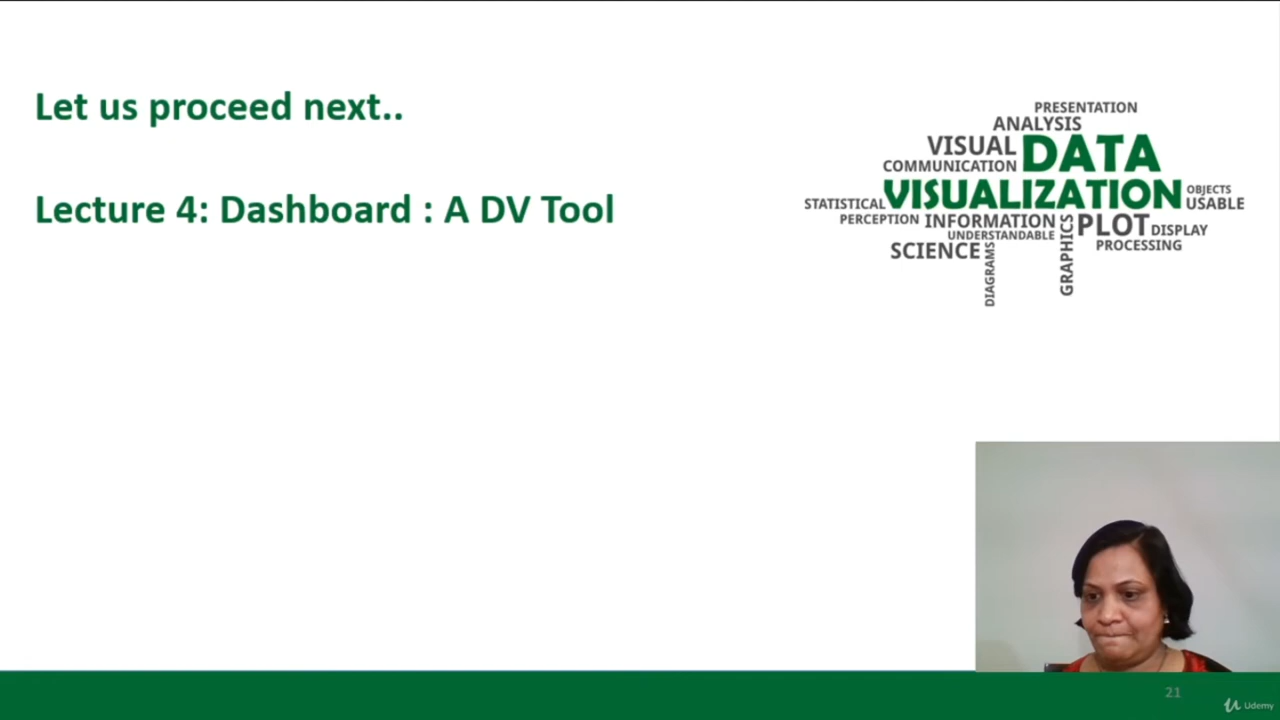 Let us proceed next..
Lecture 4: Dashboard : A DV Tool
PRESENTATION
ANALYSIS
VISUAL DATA
COMMUNICATION
STATISTICAL VISUALIZATION OBJECTS
USABLE
PERCEPTION INFORMATION PLOT DISPLAY
UNDERSTANDABLE
SCIENCE PROCESSING
DIAGRAMS
GRAPHICS
21
Udemy